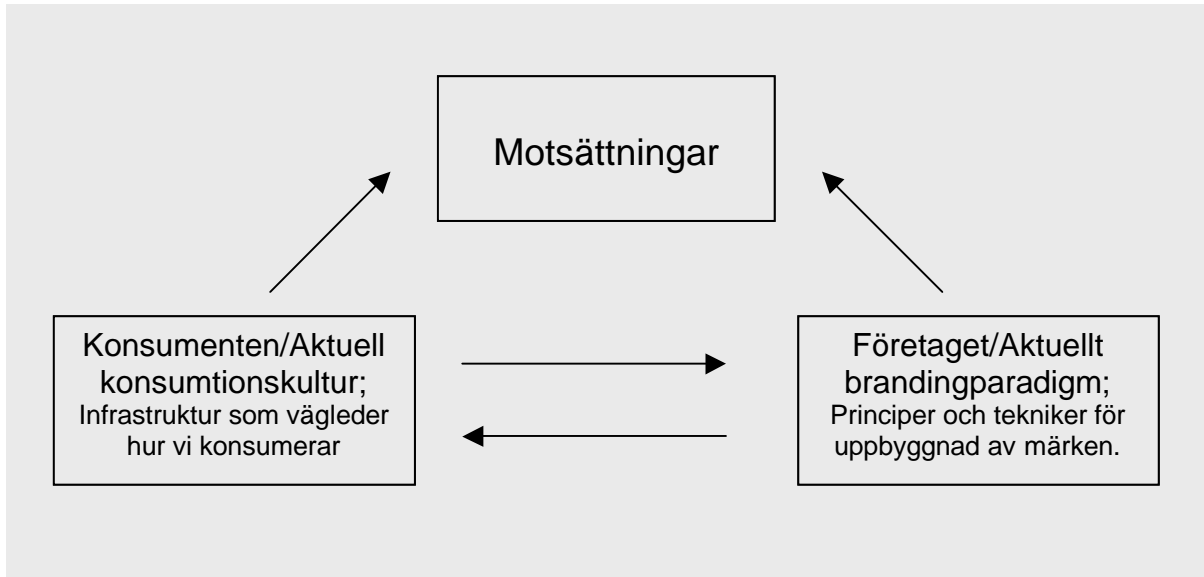 Motsättningar
Konsumenten/Aktuell
konsumtionskultur;
Infrastruktur som vägleder
hur vi konsumerar
Företaget/Aktuellt
brandingparadigm;
Principer och tekniker för
uppbyggnad av märken.